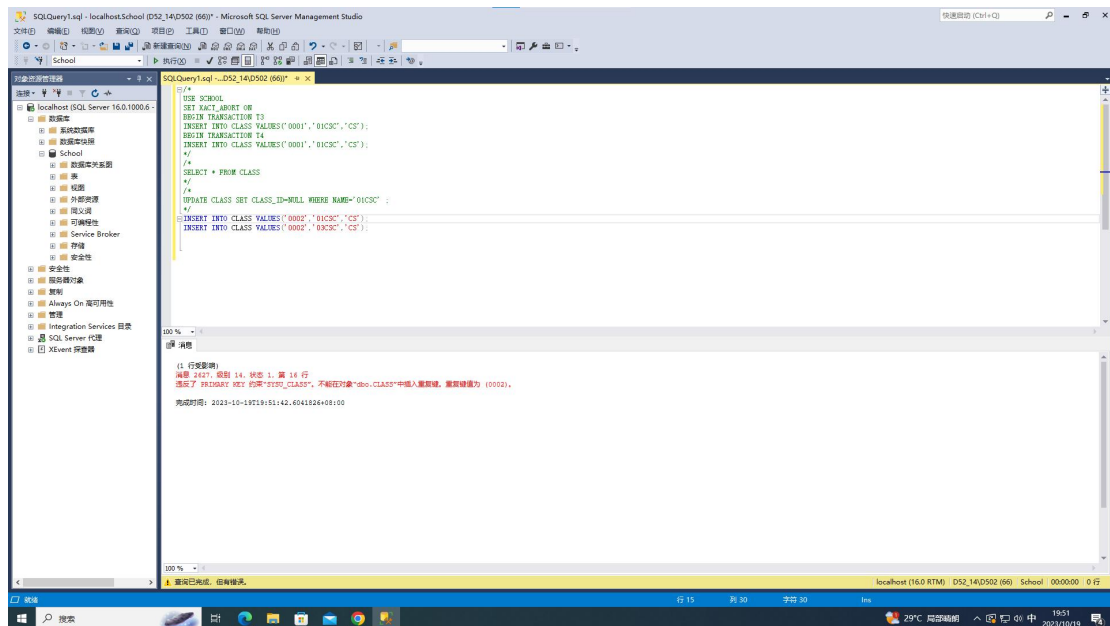 SQLQuery1.sql - localhost.School (D52_14\D502 (66))* - Microsoft SQL Server Management Studio
快速启动 (Ctrl+Q)
文件(F) 编辑(E) 视图(V) 查询(Q) 项目(P) 工具(T) 窗口(W) 帮助(H)
新建查询(N)
School
执行(X)
对象资源管理器
SQLQuery1.sql -...D52_14\D502 (66))*
连接
localhost (SQL Server 16.0.1000.6 -
数据库
系统数据库
数据库快照
School
数据库关系图
表
视图
外部资源
同义词
可编程性
Service Broker
存储
安全性
安全性
服务器对象
复制
Always On 高可用性
管理
Integration Services 目录
SQL Server 代理
XEvent 探查器
/*
USE SCHOOL
SET XACT_ABORT ON
BEGIN TRANSACTION T3
INSERT INTO CLASS VALUES('0001','01CSC','CS');
BEGIN TRANSACTION T4
INSERT INTO CLASS VALUES('0001','01CSC','CS');
*/
/*
SELECT * FROM CLASS
*/
/*
UPDATE CLASS SET CLASS_ID=NULL WHERE NAME='01CSC' ;
*/
INSERT INTO CLASS VALUES('0002','01CSC','CS');
INSERT INTO CLASS VALUES('0002','03CSC','CS');
100 %
消息
(1 行受影响)
消息 2627，级别 14，状态 1，第 16 行
违反了 PRIMARY KEY 约束“SYSU_CLASS”。不能在对象“dbo.CLASS”中插入重复键。重复键值为 (0002)。
完成时间: 2023-10-19T19:51:42.6041826+08:00
100 %
查询已完成，但有错误。
localhost (16.0 RTM) D52_14\D502 (66) School 00:00:00 0 行
就绪
行 15 列 30 字符 30 Ins
搜索
29°C 局部晴朗
中
19:51
2023/10/19